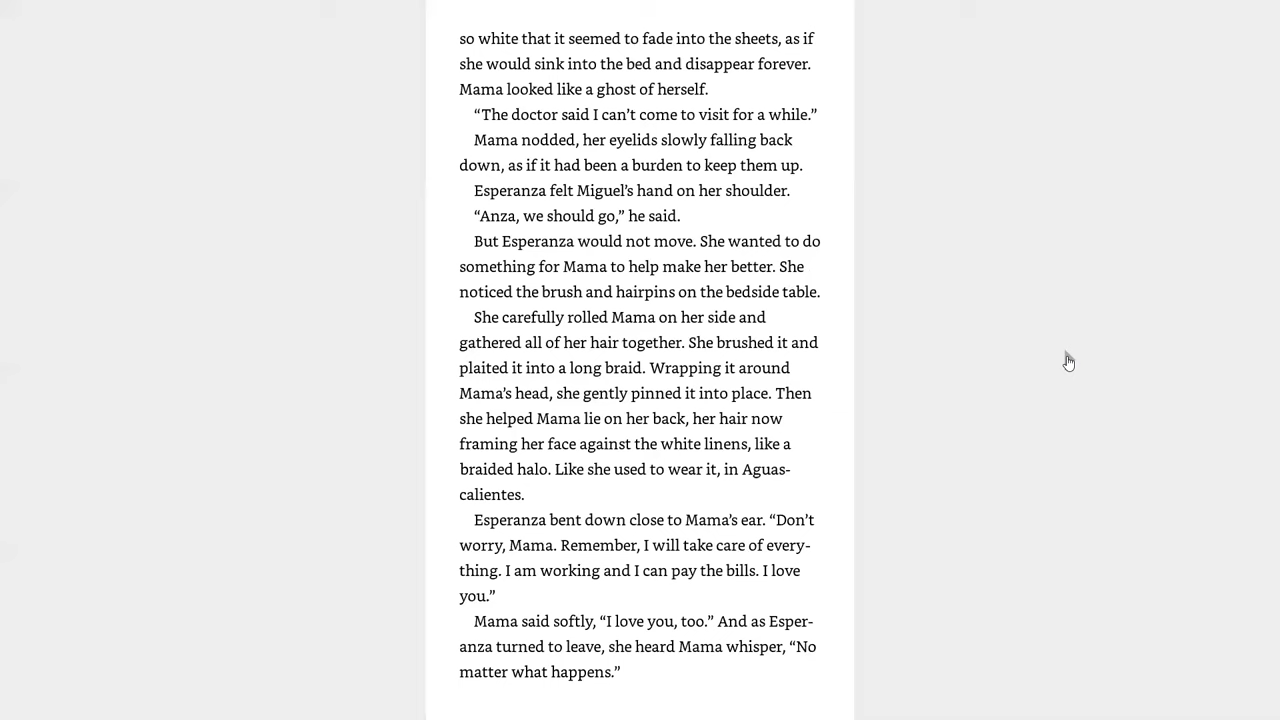 so white that it seemed to fade into the sheets, as if
she would sink into the bed and disappear forever.
Mama looked like a ghost of herself.
“The doctor said I can’t come to visit for a while.”
Mama nodded, her eyelids slowly falling back
down, as if it had been a burden to keep them up.
Esperanza felt Miguel’s hand on her shoulder.
“Anza, we should go,” he said.
But Esperanza would not move. She wanted to do
something for Mama to help make her better. She
noticed the brush and hairpins on the bedside table.
She carefully rolled Mama on her side and
gathered all of her hair together. She brushed it and
plaited it into a long braid. Wrapping it around
Mama’s head, she gently pinned it into place. Then
she helped Mama lie on her back, her hair now
framing her face against the white linens, like a
braided halo. Like she used to wear it, in Aguas-
calientes.
Esperanza bent down close to Mama’s ear. “Don’t
worry, Mama. Remember, I will take care of every-
thing. I am working and I can pay the bills. I love
you.”
Mama said softly, “I love you, too.” And as Esper-
anza turned to leave, she heard Mama whisper, “No
matter what happens.”